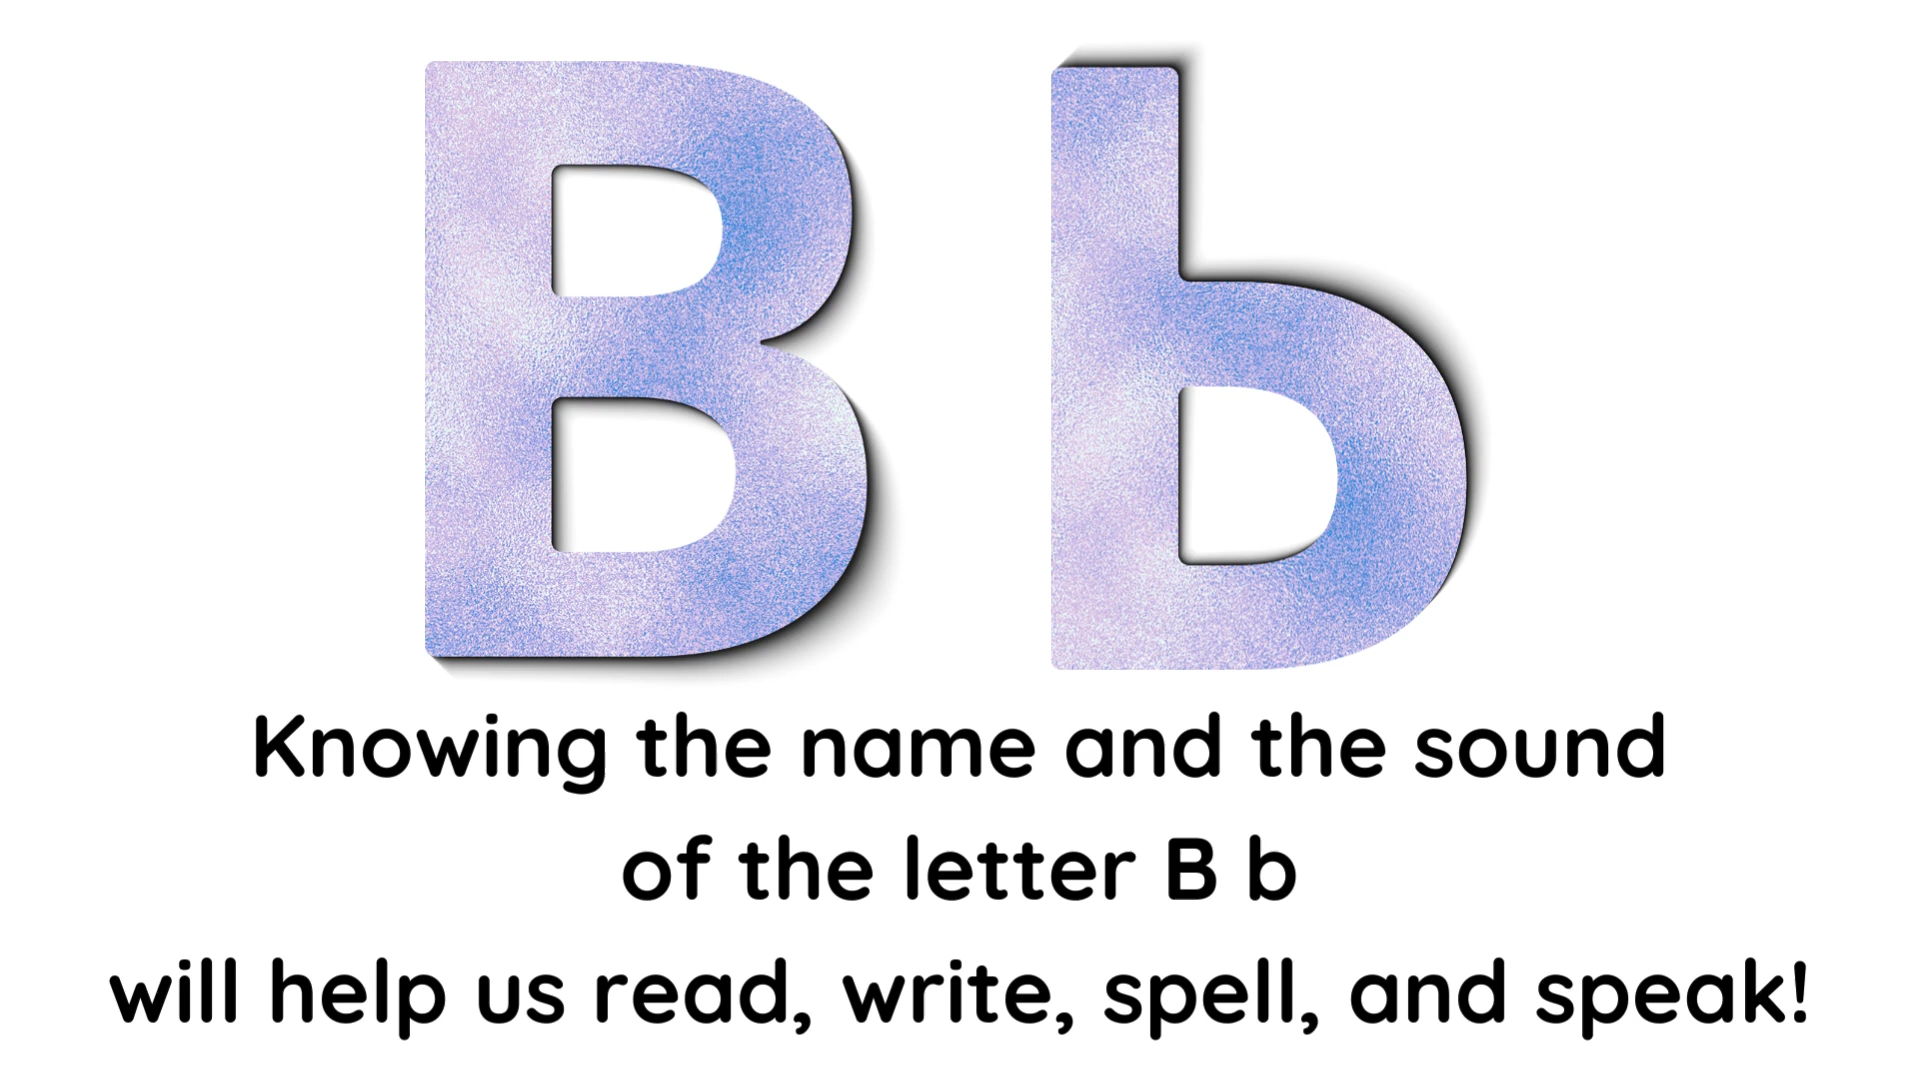 B b
Knowing the name and the sound
of the letter B b
will help us read, write, spell, and speak!